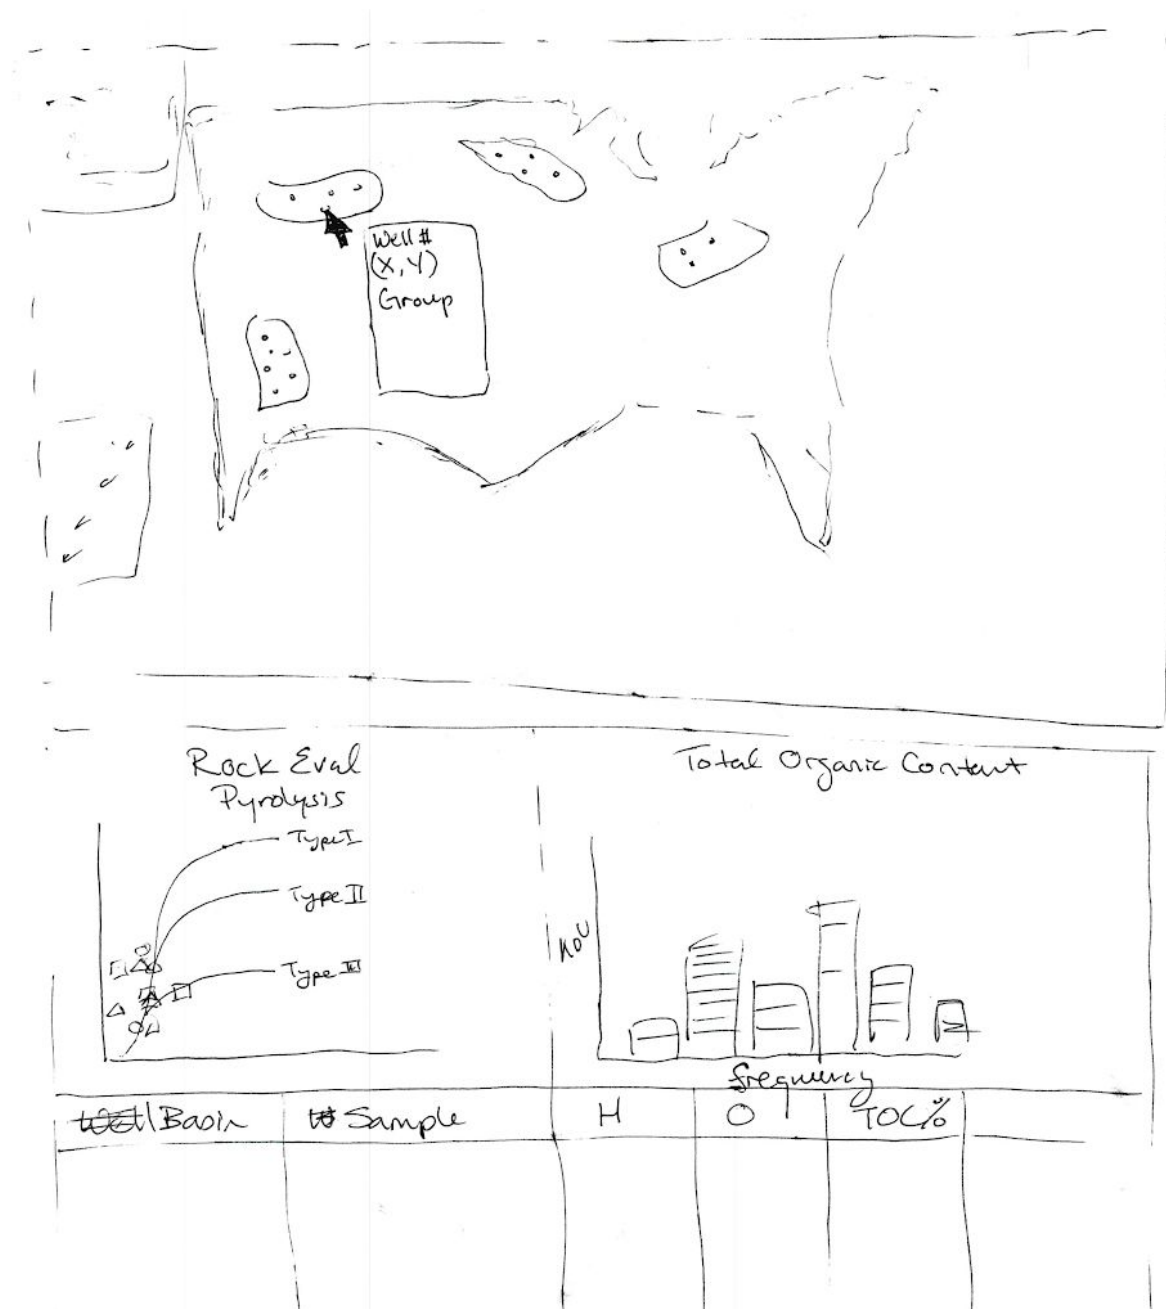 Well #
(X, Y)
Group
Rock Eval
Pyrolysis
Type I
Type II
Type III
Total Organic Content
frequency
Basin
Sample
H
O
TOC%